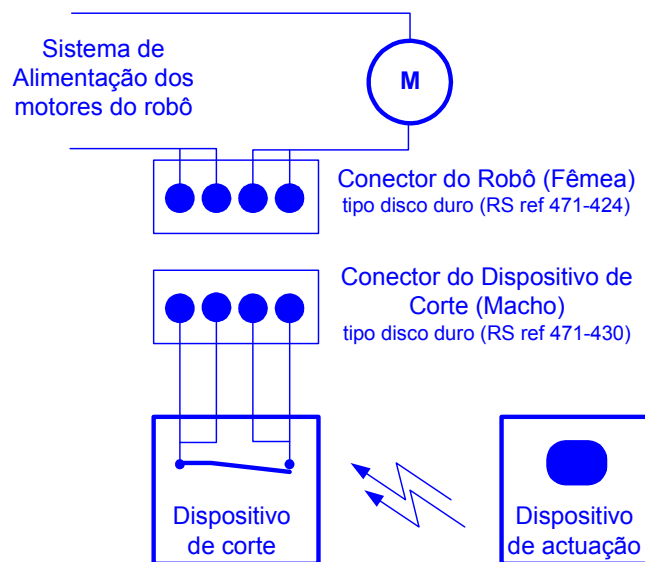 Sistema de
Alimentação dos
motores do robô
M
Conector do Robô (Fêmea)
tipo disco duro (RS ref 471-424)
Conector do Dispositivo de
Corte (Macho)
tipo disco duro (RS ref 471-430)
Dispositivo
de corte
Dispositivo
de actuação